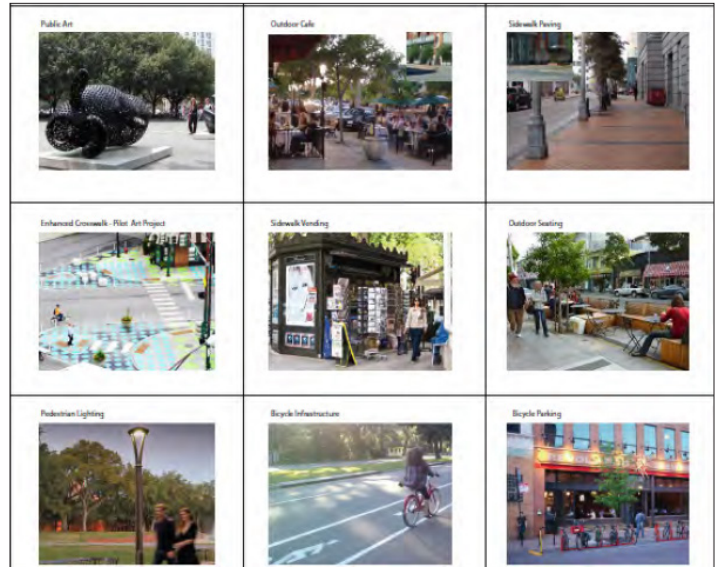 Public Art
Outdoor Cafe
Sidewalk Paving
Enhanced Crosswalk - Pilot Art Project
Sidewalk Vending
Outdoor Seating
Pedestrian Lighting
Bicycle Infrastructure
Bicycle Parking